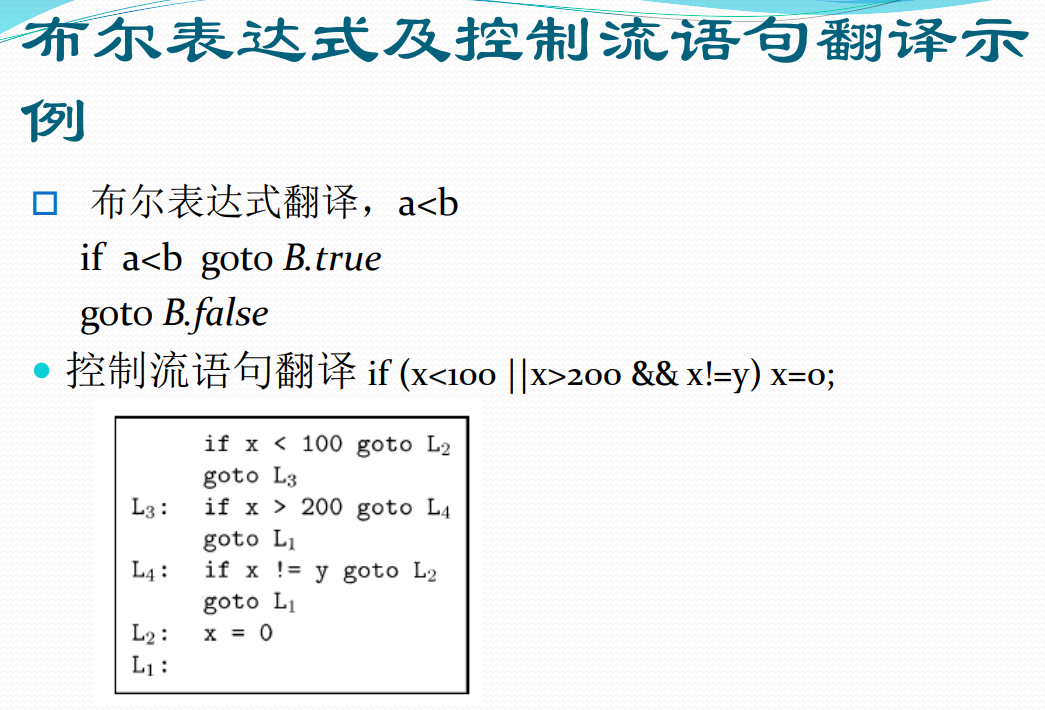 布尔表达式及控制流语句翻译示
例
布尔表达式翻译，a<b
if a<b goto B.true
goto B.false
控制流语句翻译 if (x<100 ||x>200 && x!=y) x=0;
if x < 100 goto L2
goto L3
L3: if x > 200 goto L4
goto L1
L4: if x != y goto L2
goto L1
L2: x = 0
L1: